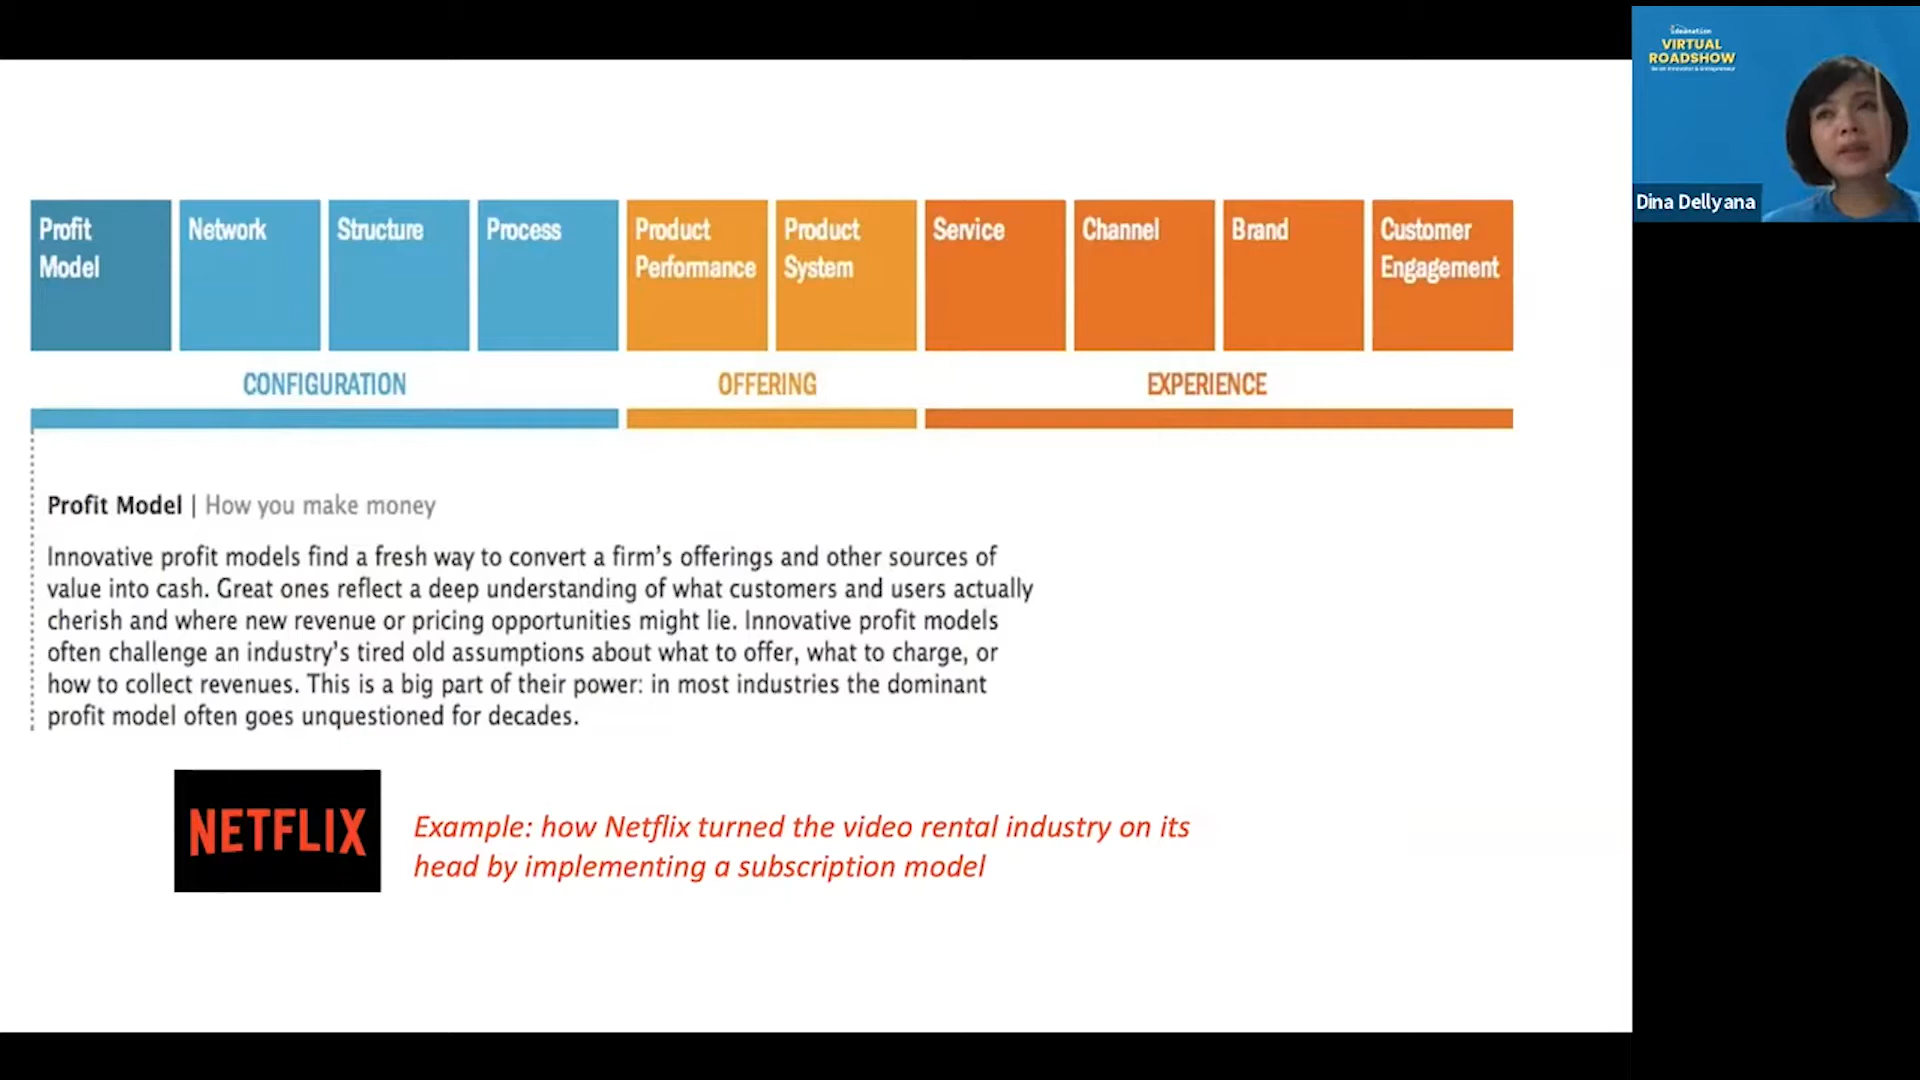 ideanation
VIRTUAL
ROADSHOW
Dina Dellyana
Profit
Model
Network
Structure
Process
Product
Performance
Product
System
Service
Channel
Brand
Customer
Engagement
CONFIGURATION
OFFERING
EXPERIENCE
Profit Model | How you make money
Innovative profit models find a fresh way to convert a firm's offerings and other sources of
value into cash. Great ones reflect a deep understanding of what customers and users actually
cherish and where new revenue or pricing opportunities might lie. Innovative profit models
often challenge an industry's tired old assumptions about what to offer, what to charge, or
how to collect revenues. This is a big part of their power: in most industries the dominant
profit model often goes unquestioned for decades.
NETFLIX
Example: how Netflix turned the video rental industry on its
head by implementing a subscription model